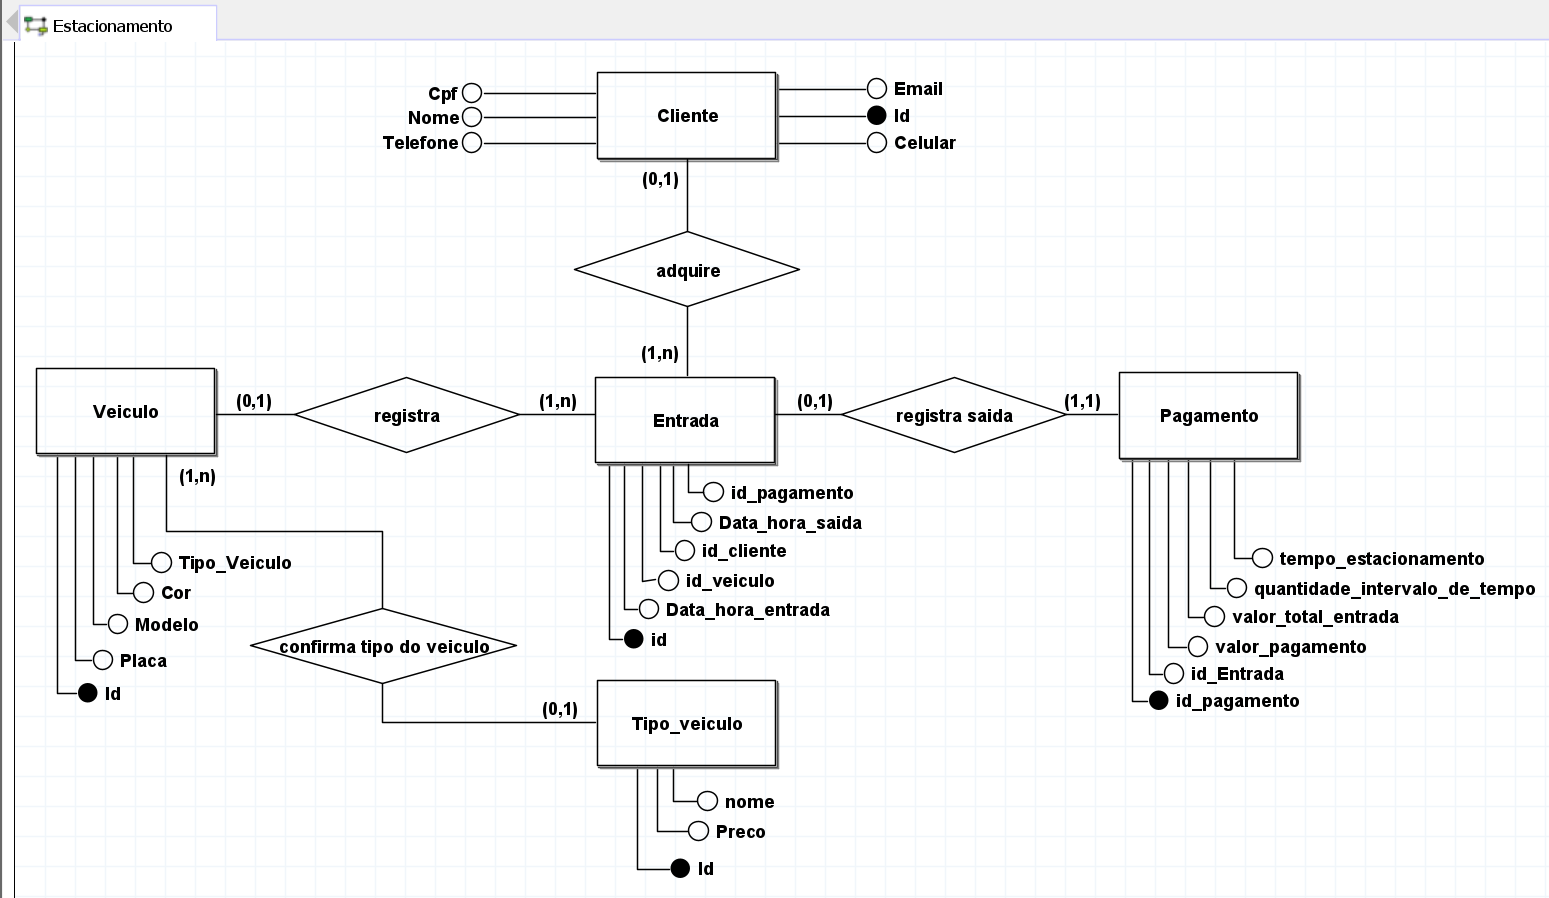 Estacionamento
Cpf
Nome
Telefone
Cliente
Email
Id
Celular
(0,1)
adquire
(1,n)
Veiculo
(0,1)
registra
(1,n)
Entrada
(0,1)
registra saida
(1,1)
Pagamento
(1,n)
Tipo_Veiculo
Cor
Modelo
Placa
Id
id_pagamento
Data_hora_saida
id_cliente
id_veiculo
Data_hora_entrada
id
tempo_estacionamento
quantidade_intervalo_de_tempo
valor_total_entrada
valor_pagamento
id_Entrada
id_pagamento
confirma tipo do veiculo
(0,1)
Tipo_veiculo
nome
Preco
Id